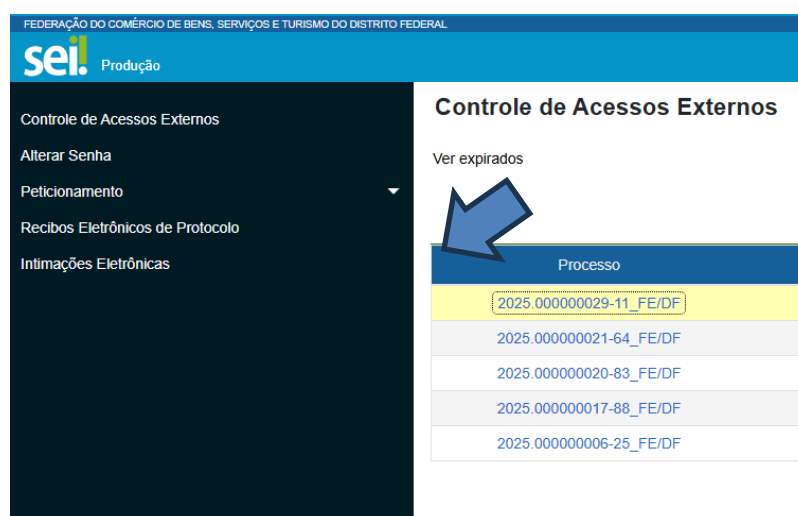 FEDERAÇÃO DO COMÉRCIO DE BENS, SERVIÇOS E TURISMO DO DISTRITO FEDERAL
sei!
Produção
Controle de Acessos Externos
Alterar Senha
Peticionamento
Recibos Eletrônicos de Protocolo
Intimações Eletrônicas
Controle de Acessos Externos
Ver expirados
Processo
2025.000000029-11_FE/DF
2025.000000021-64_FE/DF
2025.000000020-83_FE/DF
2025.000000017-88_FE/DF
2025.000000006-25_FE/DF